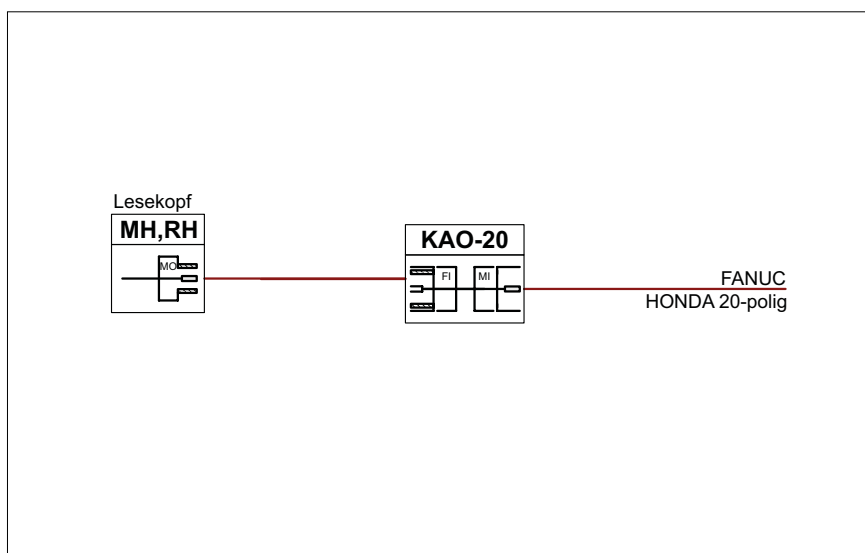 Lesekopf
MH,RH
MO
KAO-20
FI
MI
FANUC
HONDA 20-polig